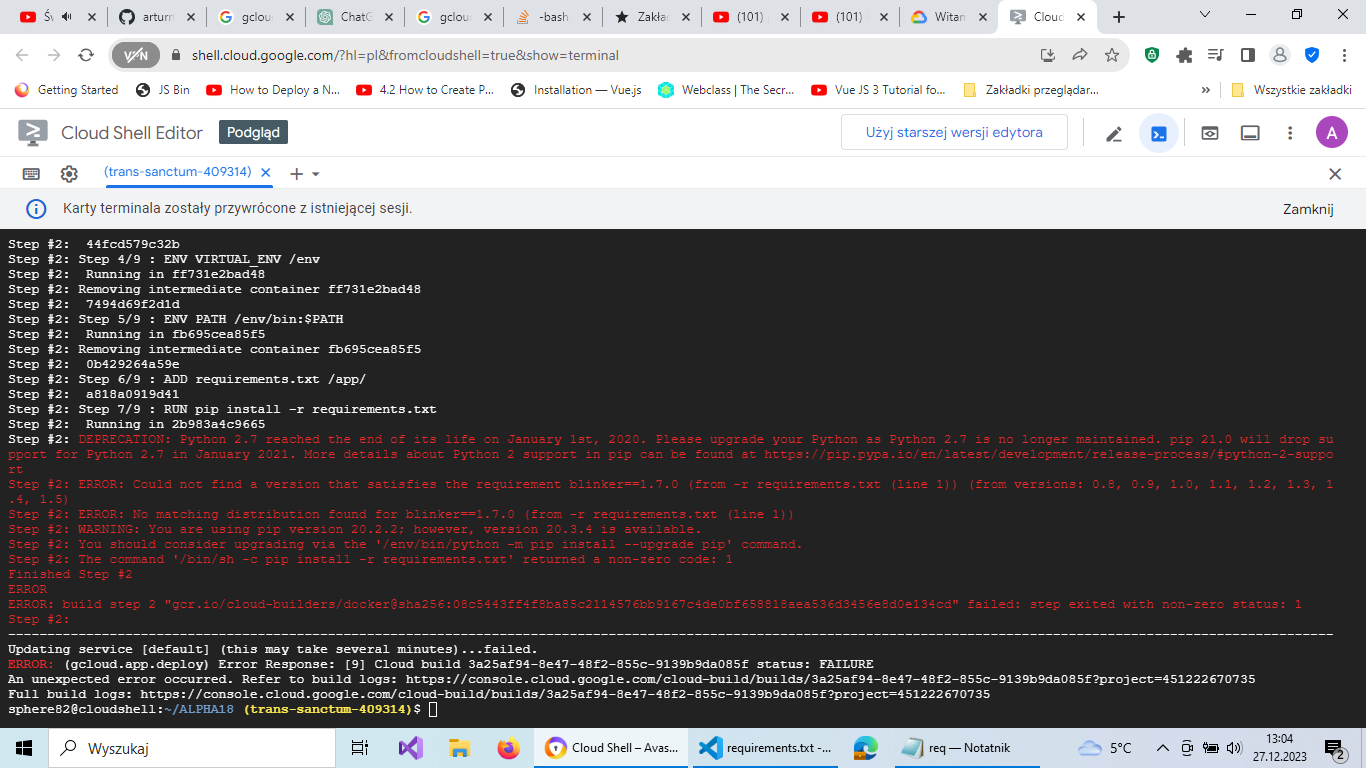 Św
arturn
gclou
ChatG
gclou
-bash
Zakła
(101)
(101)
Witam
Cloud
VPN
shell.cloud.google.com/?hl=pl&fromcloudshell=true&show=terminal
Getting Started
JS Bin
How to Deploy a N...
4.2 How to Create P...
Installation — Vue.js
Webclass | The Secr...
Vue JS 3 Tutorial fo...
Zakładki przeglądar...
»
Wszystkie zakładki
Cloud Shell Editor
Podgląd
Użyj starszej wersji edytora
A
(trans-sanctum-409314)
Karty terminala zostały przywrócone z istniejącej sesji.
Zamknij
Step #2:  44fcd579c32b
Step #2: Step 4/9 : ENV VIRTUAL_ENV /env
Step #2:  Running in ff731e2bad48
Step #2: Removing intermediate container ff731e2bad48
Step #2:  7494d69f2d1d
Step #2: Step 5/9 : ENV PATH /env/bin:$PATH
Step #2:  Running in fb695cea85f5
Step #2: Removing intermediate container fb695cea85f5
Step #2:  0b429264a59e
Step #2: Step 6/9 : ADD requirements.txt /app/
Step #2:  a818a0919d41
Step #2: Step 7/9 : RUN pip install -r requirements.txt
Step #2:  Running in 2b983a4c9665
Step #2: DEPRECATION: Python 2.7 reached the end of its life on January 1st, 2020. Please upgrade your Python as Python 2.7 is no longer maintained. pip 21.0 will drop su
pport for Python 2.7 in January 2021. More details about Python 2 support in pip can be found at https://pip.pypa.io/en/latest/development/release-process/#python-2-suppo
rt
Step #2: ERROR: Could not find a version that satisfies the requirement blinker==1.7.0 (from -r requirements.txt (line 1)) (from versions: 0.8, 0.9, 1.0, 1.1, 1.2, 1.3, 1
.4, 1.5)
Step #2: ERROR: No matching distribution found for blinker==1.7.0 (from -r requirements.txt (line 1))
Step #2: WARNING: You are using pip version 20.2.2; however, version 20.3.4 is available.
Step #2: You should consider upgrading via the '/env/bin/python -m pip install --upgrade pip' command.
Step #2: The command '/bin/sh -c pip install -r requirements.txt' returned a non-zero code: 1
Finished Step #2
ERROR
ERROR: build step 2 "gcr.io/cloud-builders/docker@sha256:08c5443ff4f8ba85c2114576bb9167c4de0bf658818aea536d3456e8d0e134cd" failed: step exited with non-zero status: 1
Step #2:
--------------------------------------------------------------------------------------------------------------------------------------------------------------------------
Updating service [default] (this may take several minutes)...failed.
ERROR: (gcloud.app.deploy) Error Response: [9] Cloud build 3a25af94-8e47-48f2-855c-9139b9da085f status: FAILURE
An unexpected error occurred. Refer to build logs: https://console.cloud.google.com/cloud-build/builds/3a25af94-8e47-48f2-855c-9139b9da085f?project=451222670735
Full build logs: https://console.cloud.google.com/cloud-build/builds/3a25af94-8e47-48f2-855c-9139b9da085f?project=451222670735
sphere82@cloudshell:~/ALPHA18 (trans-sanctum-409314)$
Wyszukaj
Cloud Shell – Avas...
requirements.txt -...
req — Notatnik
5°C
13:04
27.12.2023
2